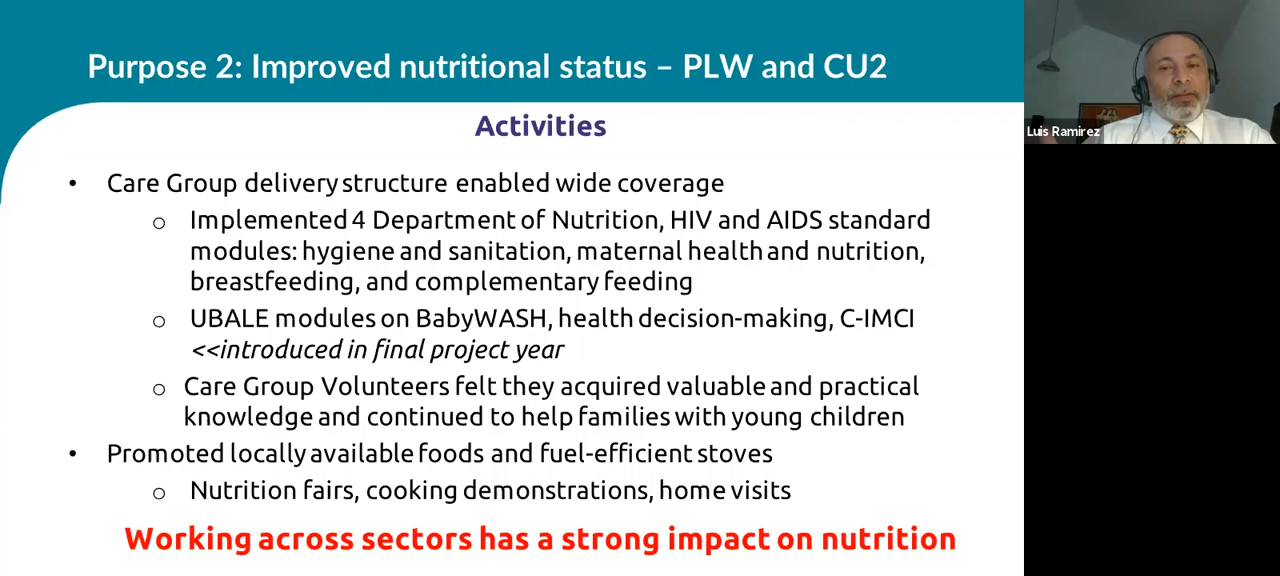 Purpose 2: Improved nutritional status – PLW and CU2
Luis Ramirez
Activities
• Care Group delivery structure enabled wide coverage
o Implemented 4 Department of Nutrition, HIV and AIDS standard
modules: hygiene and sanitation, maternal health and nutrition,
breastfeeding, and complementary feeding
o UBALE modules on BabyWASH, health decision-making, C-IMCI
<<introduced in final project year
o Care Group Volunteers felt they acquired valuable and practical
knowledge and continued to help families with young children
• Promoted locally available foods and fuel-efficient stoves
o Nutrition fairs, cooking demonstrations, home visits
Working across sectors has a strong impact on nutrition